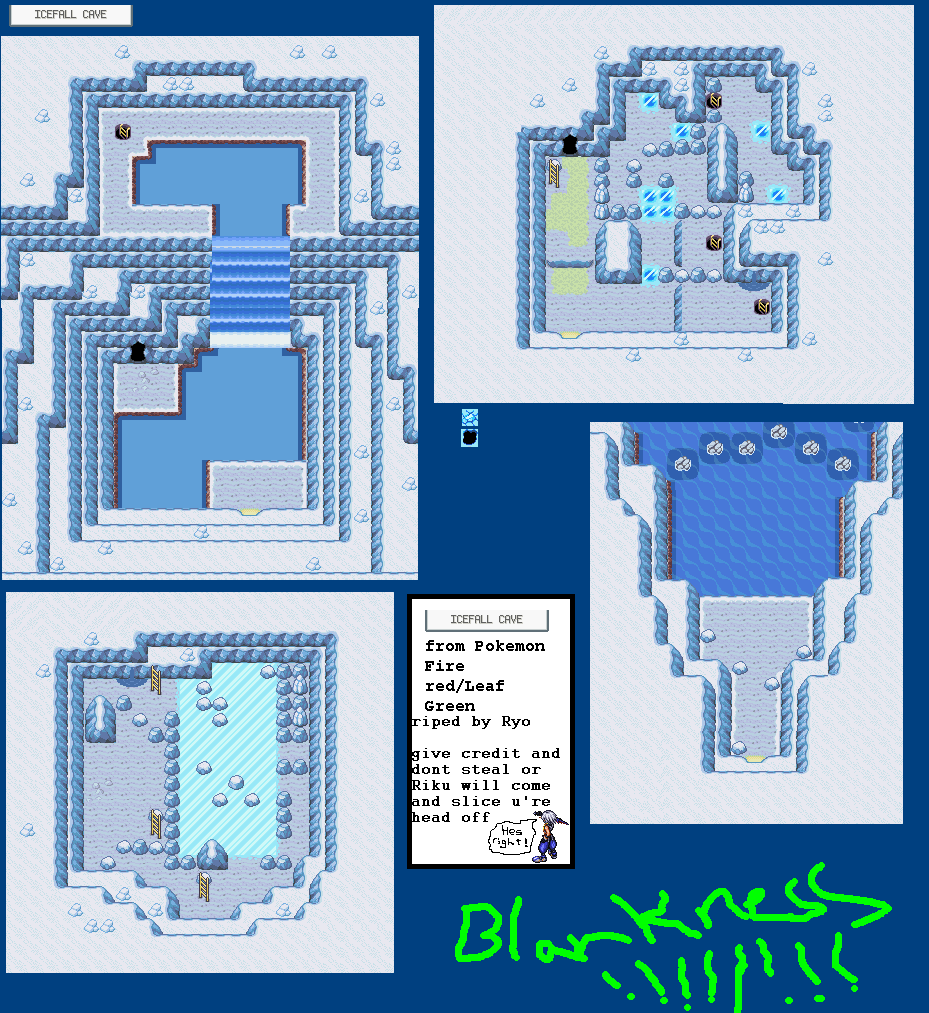 ICEFALL CAVE
ICEFALL CAVE
from Pokemon
Fire
red/Leaf
Green
riped by Ryo
give credit and
dont steal or
Riku will come
and slice u're
head off
Hes
right!
Blankness